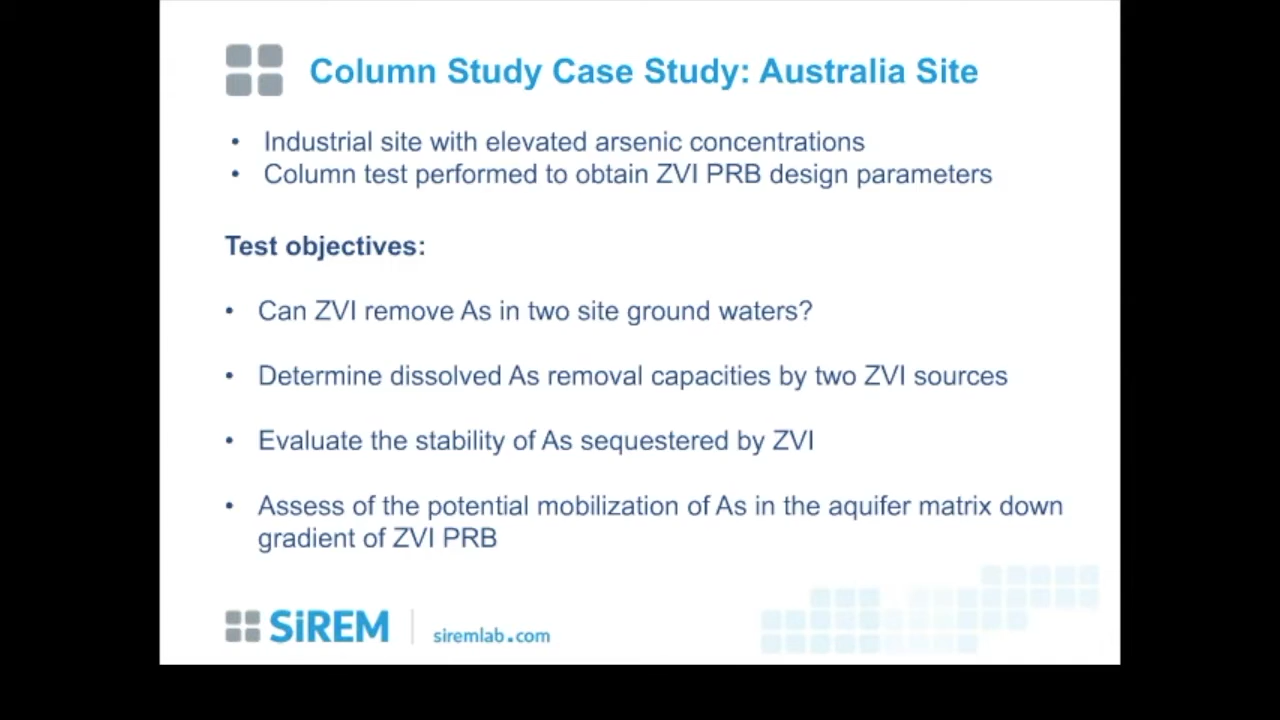 Column Study Case Study: Australia Site
• Industrial site with elevated arsenic concentrations
• Column test performed to obtain ZVI PRB design parameters
Test objectives:
• Can ZVI remove As in two site ground waters?
• Determine dissolved As removal capacities by two ZVI sources
• Evaluate the stability of As sequestered by ZVI
• Assess of the potential mobilization of As in the aquifer matrix down
gradient of ZVI PRB
SiREM
siremlab.com